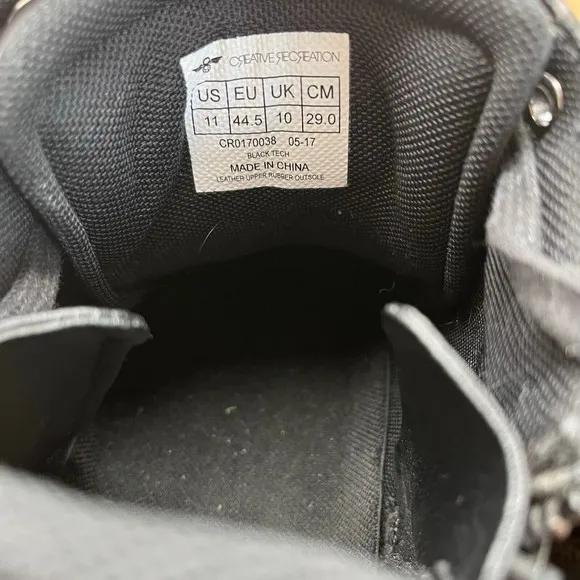 CREATIVE RECREATION
US EU UK CM
11 44.5 10 29.0
CR0170038 05-17
BLACK TECH
MADE IN CHINA
LEATHER UPPER RUBBER OUTSOLE